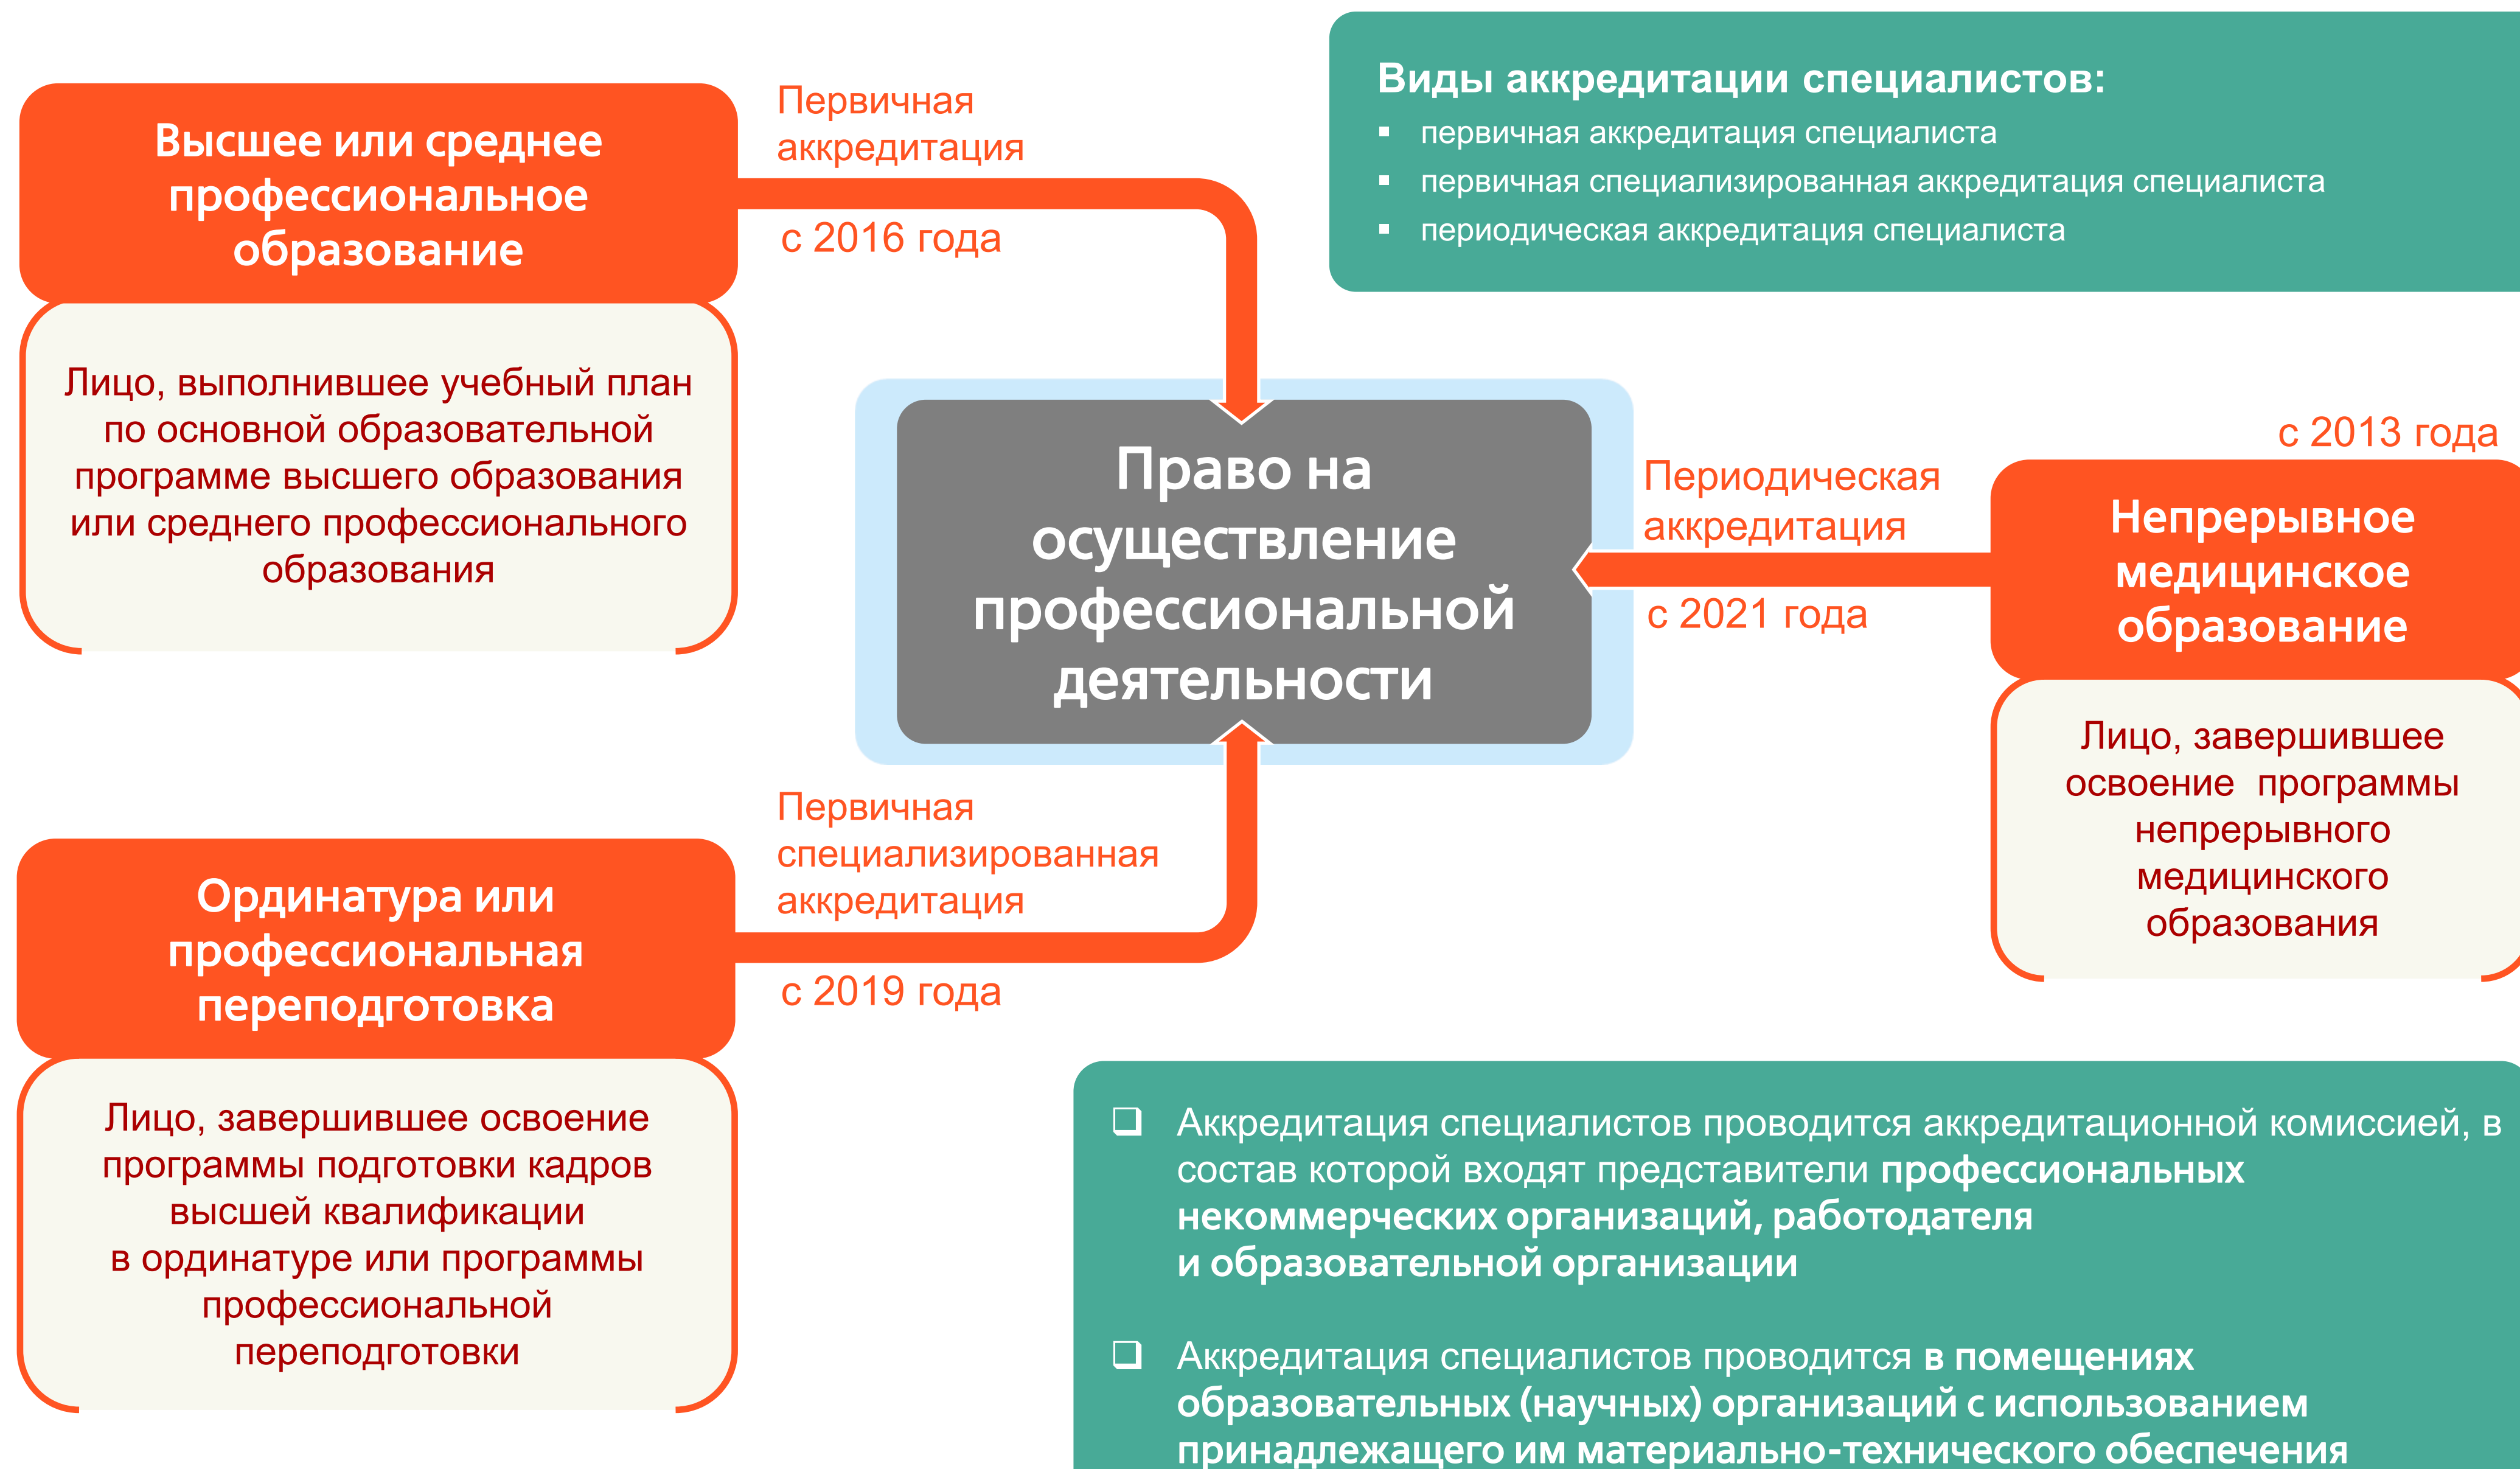 Высшее или среднее
профессиональное
образование
Лицо, выполнившее учебный план
по основной образовательной
программе высшего образования
или среднего профессионального
образования
Первичная
аккредитация
с 2016 года
Виды аккредитации специалистов:
▪ первичная аккредитация специалиста
▪ первичная специализированная аккредитация специалиста
▪ периодическая аккредитация специалиста
Право на
осуществление
профессиональной
деятельности
Периодическая
аккредитация
с 2021 года
с 2013 года
Непрерывное
медицинское
образование
Лицо, завершившее
освоение программы
непрерывного
медицинского
образования
Первичная
специализированная
аккредитация
с 2019 года
Ординатура или
профессиональная
переподготовка
Лицо, завершившее освоение
программы подготовки кадров
высшей квалификации
в ординатуре или программы
профессиональной
переподготовки
❑ Аккредитация специалистов проводится аккредитационной комиссией, в
состав которой входят представители профессиональных
некоммерческих организаций, работодателя
и образовательной организации
❑ Аккредитация специалистов проводится в помещениях
образовательных (научных) организаций с использованием
принадлежащего им материально-технического обеспечения